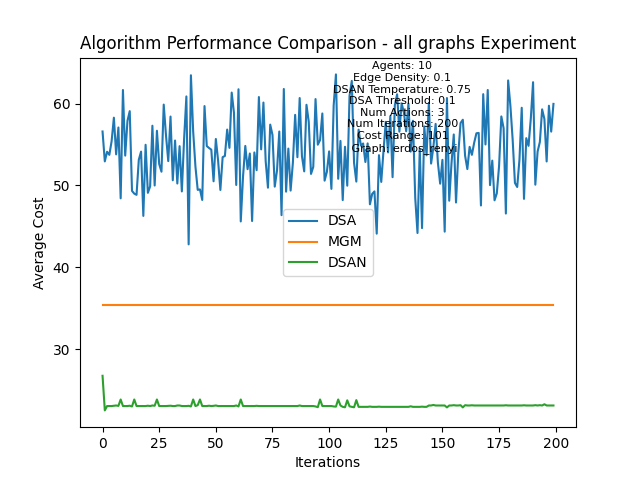 Algorithm Performance Comparison - all graphs Experiment
Agents: 10
Edge Density: 0.1
DSAN Temperature: 0.75
DSA Threshold: 0.1
Num Actions: 3
Num Iterations: 200
Cost Range: 101
Graph: erdos_renyi
60
50
40
30
Average Cost
DSA
MGM
DSAN
0
25
50
75
100
125
150
175
200
Iterations